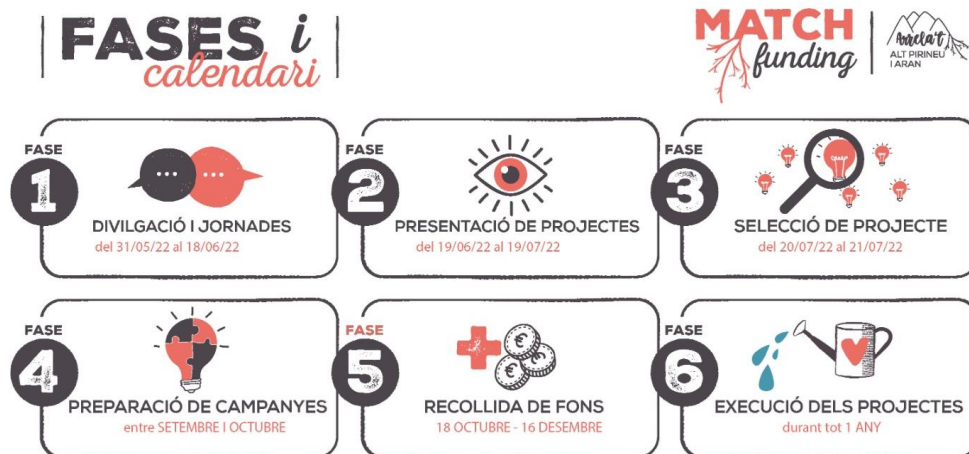 FASES i
calendari
MATCH
funding
Arrela't
ALT PIRINEU
I ARAN
FASE
1
DIVILGACIÓ I JORNADES
del 31/05/22 al 18/06/22
FASE
2
PRESENTACIÓ DE PROJECTES
del 19/06/22 al 19/07/22
FASE
3
SELECCIÓ DE PROJECTE
del 20/07/22 al 21/07/22
FASE
4
PREPARACIÓ DE CAMPANYES
entre SETEMBRE I OCTUBRE
FASE
5
RECOLLIDA DE FONS
18 OCTUBRE - 16 DESEMBRE
FASE
6
EXECUCIÓ DELS PROJECTES
durant tot 1 ANY